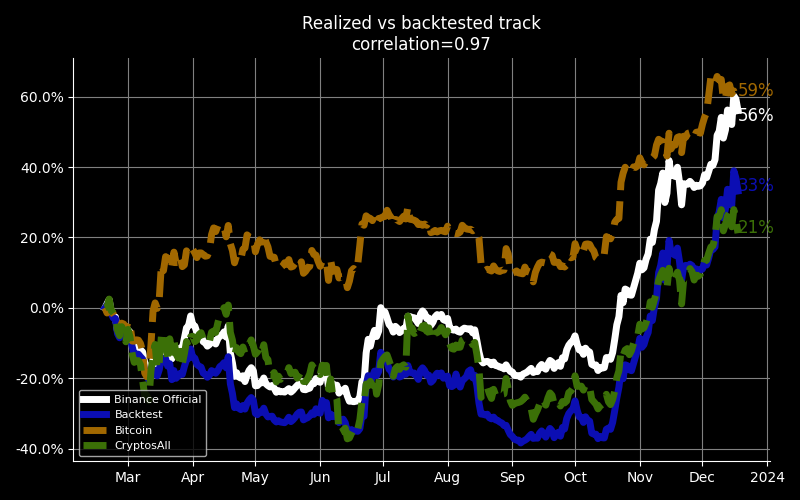 Realized vs backtested track
correlation=0.97
60.0%
40.0%
20.0%
0.0%
-20.0%
-40.0%
59%
56%
33%
21%
Binance Official
Backtest
Bitcoin
CryptosAll
Mar Apr May Jun Jul Aug Sep Oct Nov Dec 2024